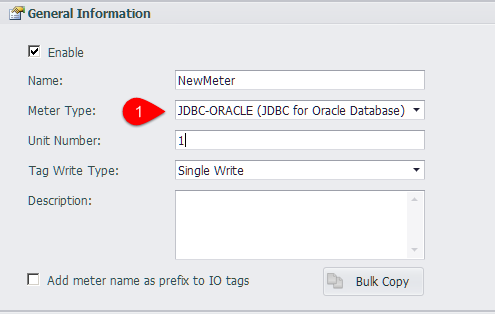 General Information
Enable
Name: NewMeter
Meter Type: 1 JDBC-ORACLE (JDBC for Oracle Database)
Unit Number: 1
Tag Write Type: Single Write
Description:
Add meter name as prefix to IO tags Bulk Copy